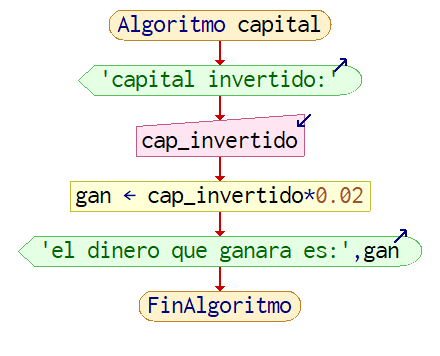 Algoritmo capital
'capital invertido:'
cap_invertido
gan ← cap_invertido*0.02
'el dinero que ganara es:',gan
FinAlgoritmo